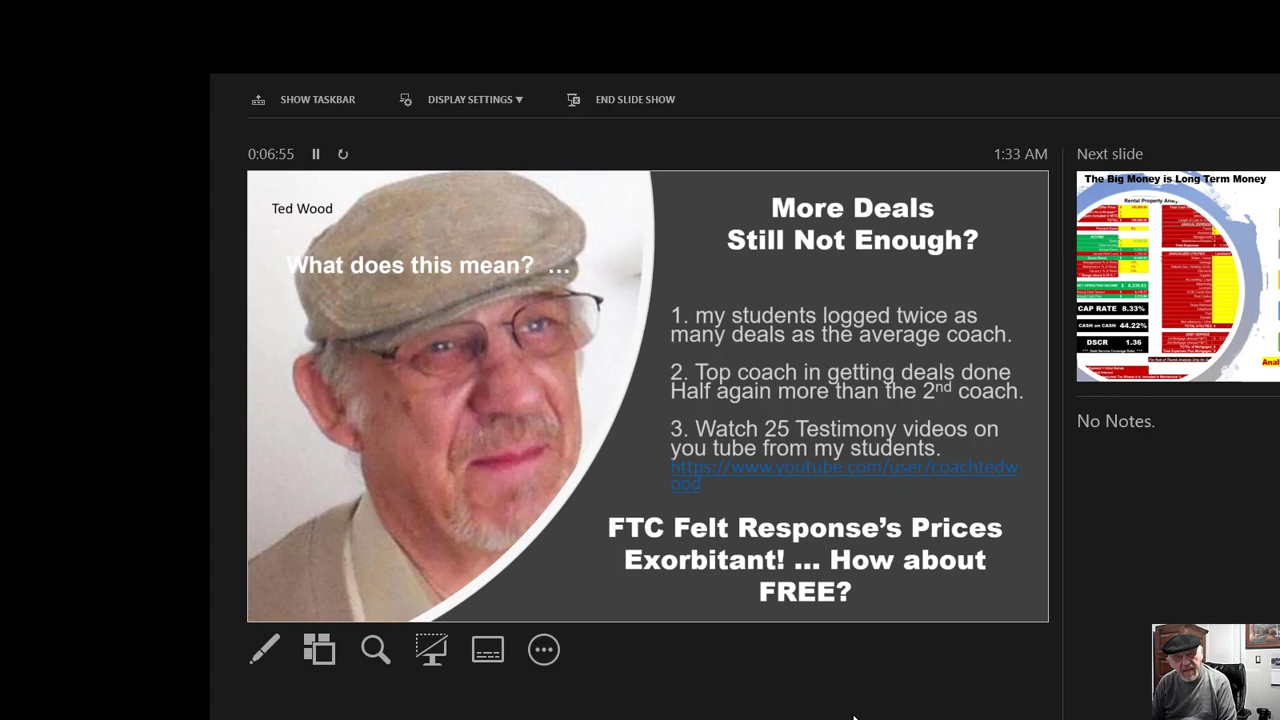 SHOW TASKBAR
DISPLAY SETTINGS ▼
END SLIDE SHOW
0:06:55
1:33 AM
Next slide
Ted Wood
What does this mean? ...
More Deals
Still Not Enough?
1. my students logged twice as
many deals as the average coach.
2. Top coach in getting deals done
Half again more than the 2nd coach.
3. Watch 25 Testimony videos on
you tube from my students.
https://www.youtube.com/user/coachtedw
ood
FTC Felt Response's Prices
Exorbitant! ... How about
FREE?
The Big Money is Long Term Money
CAP RATE 8.33%
CASH on CASH 44.22%
DSCR 1.36
No Notes.